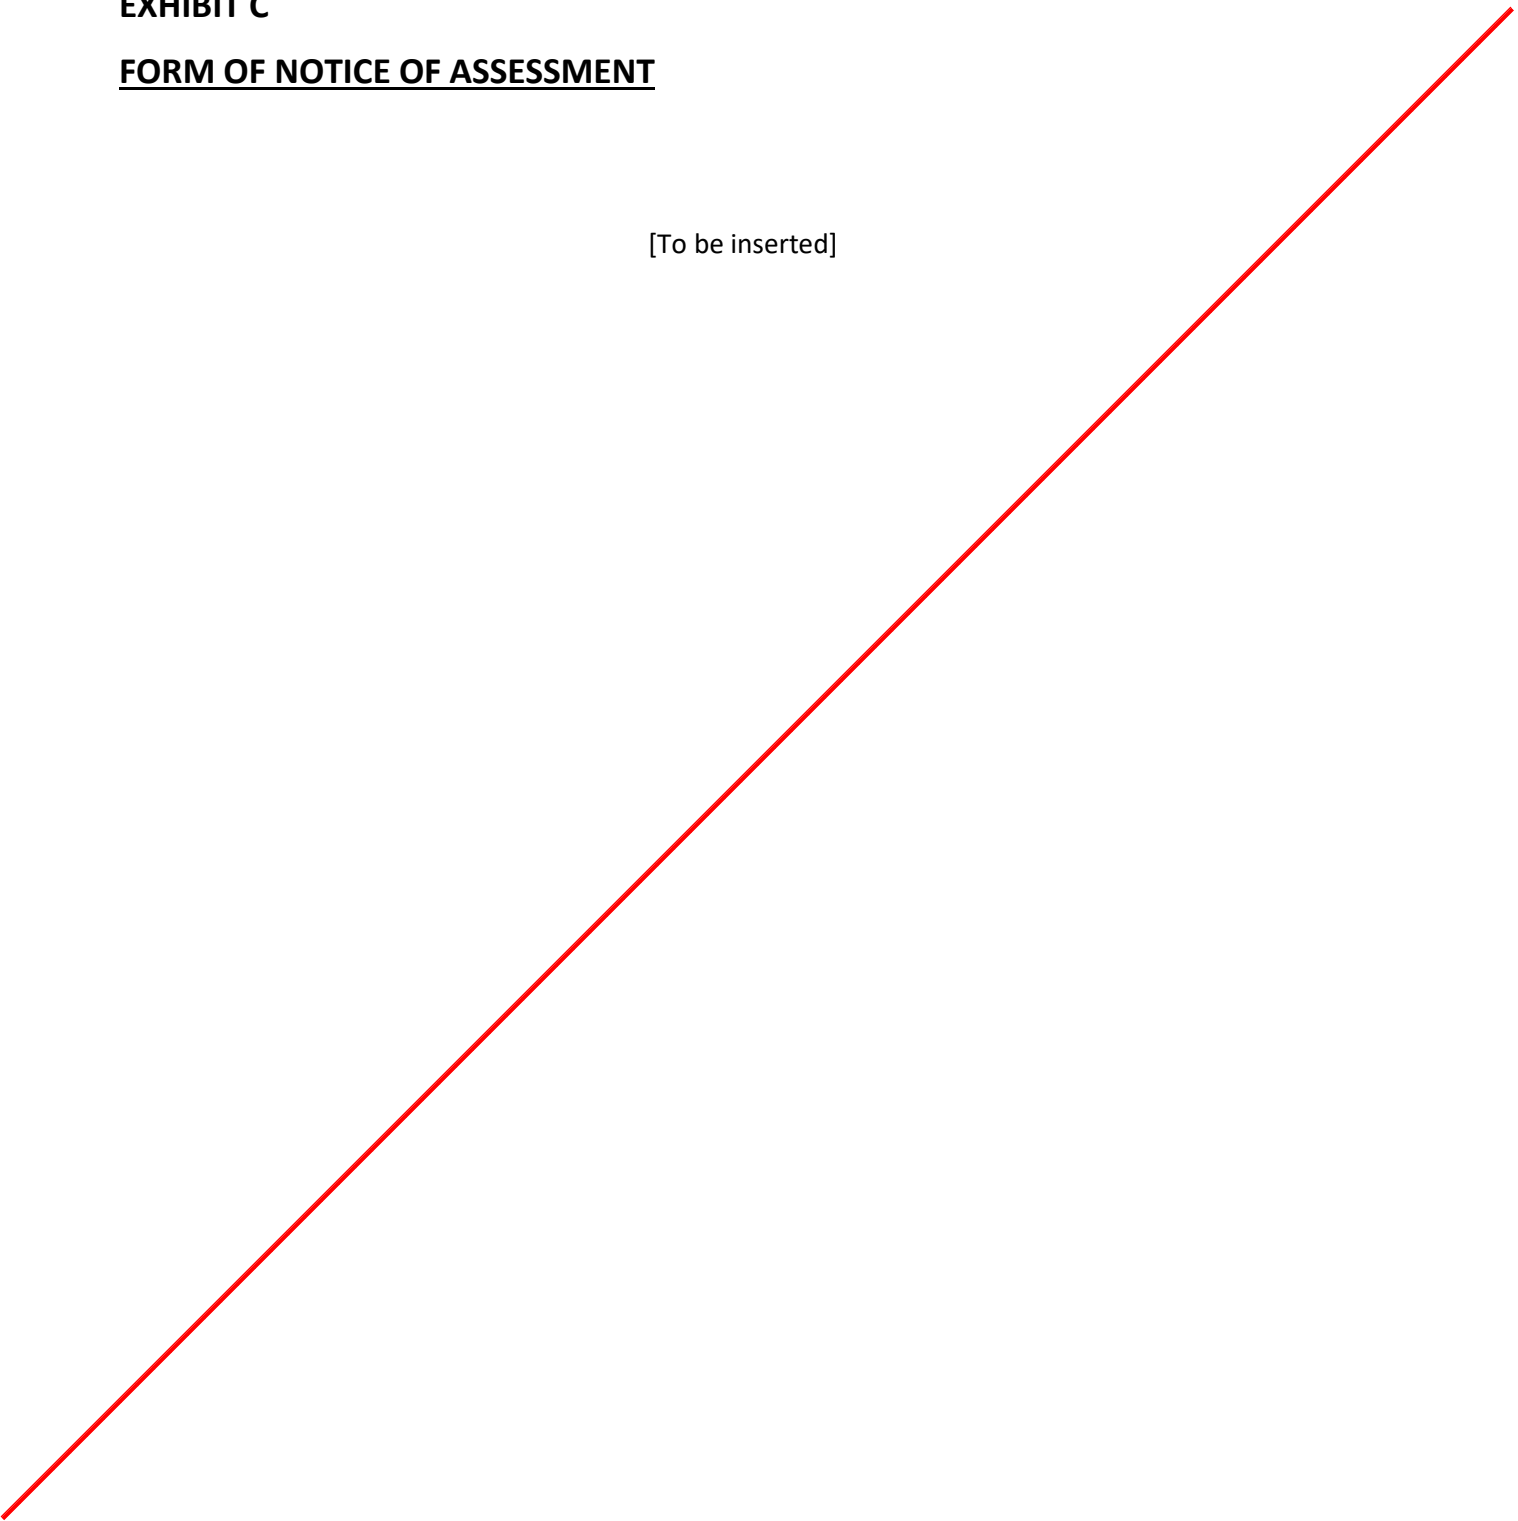 EXHIBIT C
FORM OF NOTICE OF ASSESSMENT
[To be inserted]